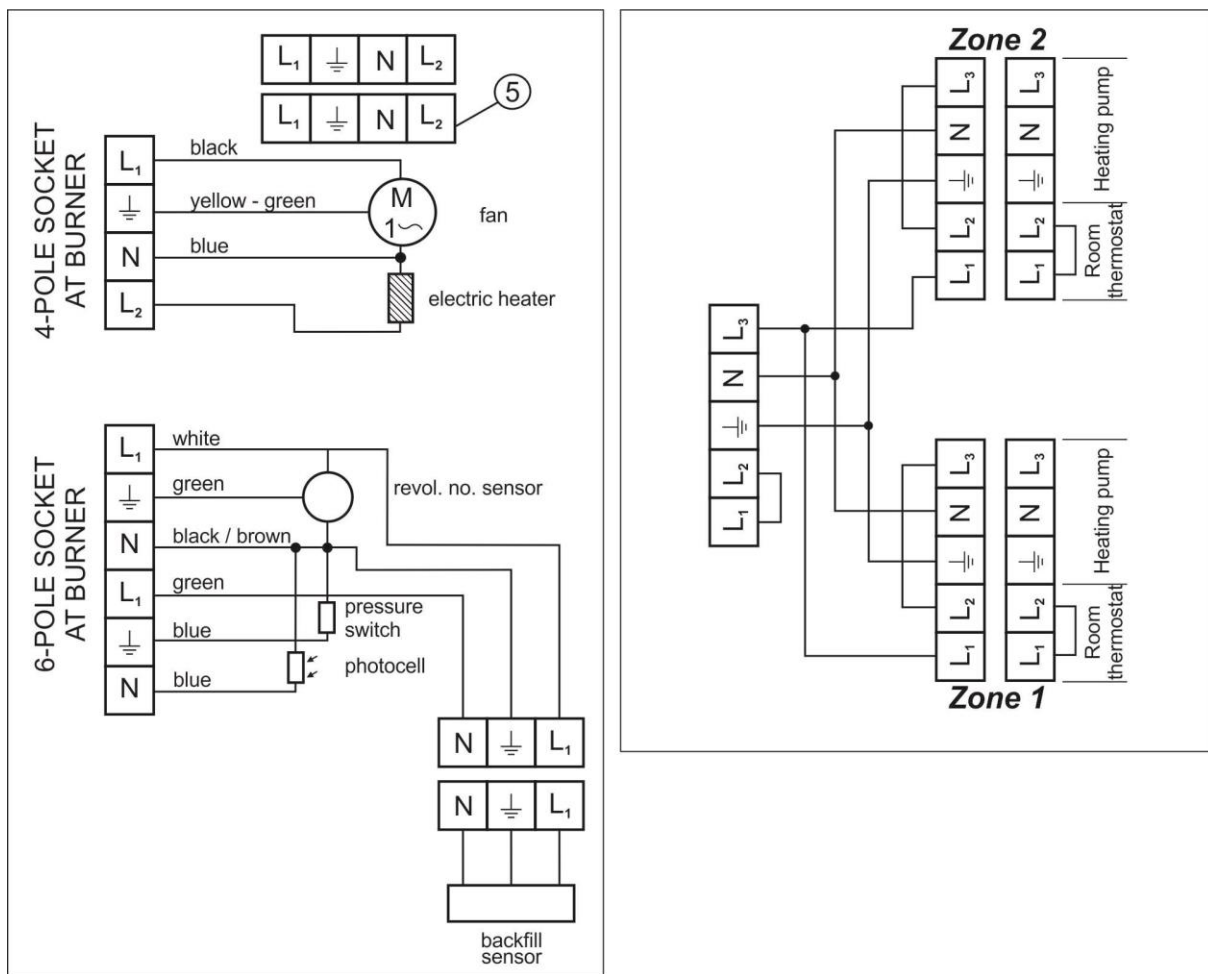 L₁ ⏚ N L₂
L₁ ⏚ N L₂
5
4-POLE SOCKET
AT BURNER
L₁
⏚
N
L₂
black
yellow - green
blue
M
1~
fan
electric heater
6-POLE SOCKET
AT BURNER
L₁
⏚
N
L₁
⏚
N
white
green
black / brown
green
blue
blue
revol. no. sensor
pressure
switch
photocell
N ⏚ L₁
N ⏚ L₁
backfill
sensor
Zone 2
L₃ L₃
N N
⏚ ⏚
L₂ L₂
L₁ L₁
Heating pump
Room
thermostat
L₃
N
⏚
L₂
L₁
L₃ L₃
N N
⏚ ⏚
L₂ L₂
L₁ L₁
Heating pump
Room
thermostat
Zone 1